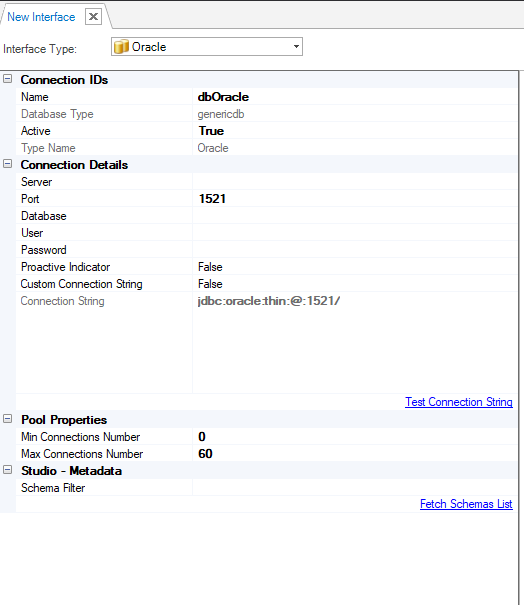 New Interface
Interface Type: Oracle
Connection IDs
Name dbOracle
Database Type genericdb
Active True
Type Name Oracle
Connection Details
Server
Port 1521
Database
User
Password
Proactive Indicator False
Custom Connection String False
Connection String jdbc:oracle:thin:@:1521/
Test Connection String
Pool Properties
Min Connections Number 0
Max Connections Number 60
Studio - Metadata
Schema Filter
Fetch Schemas List